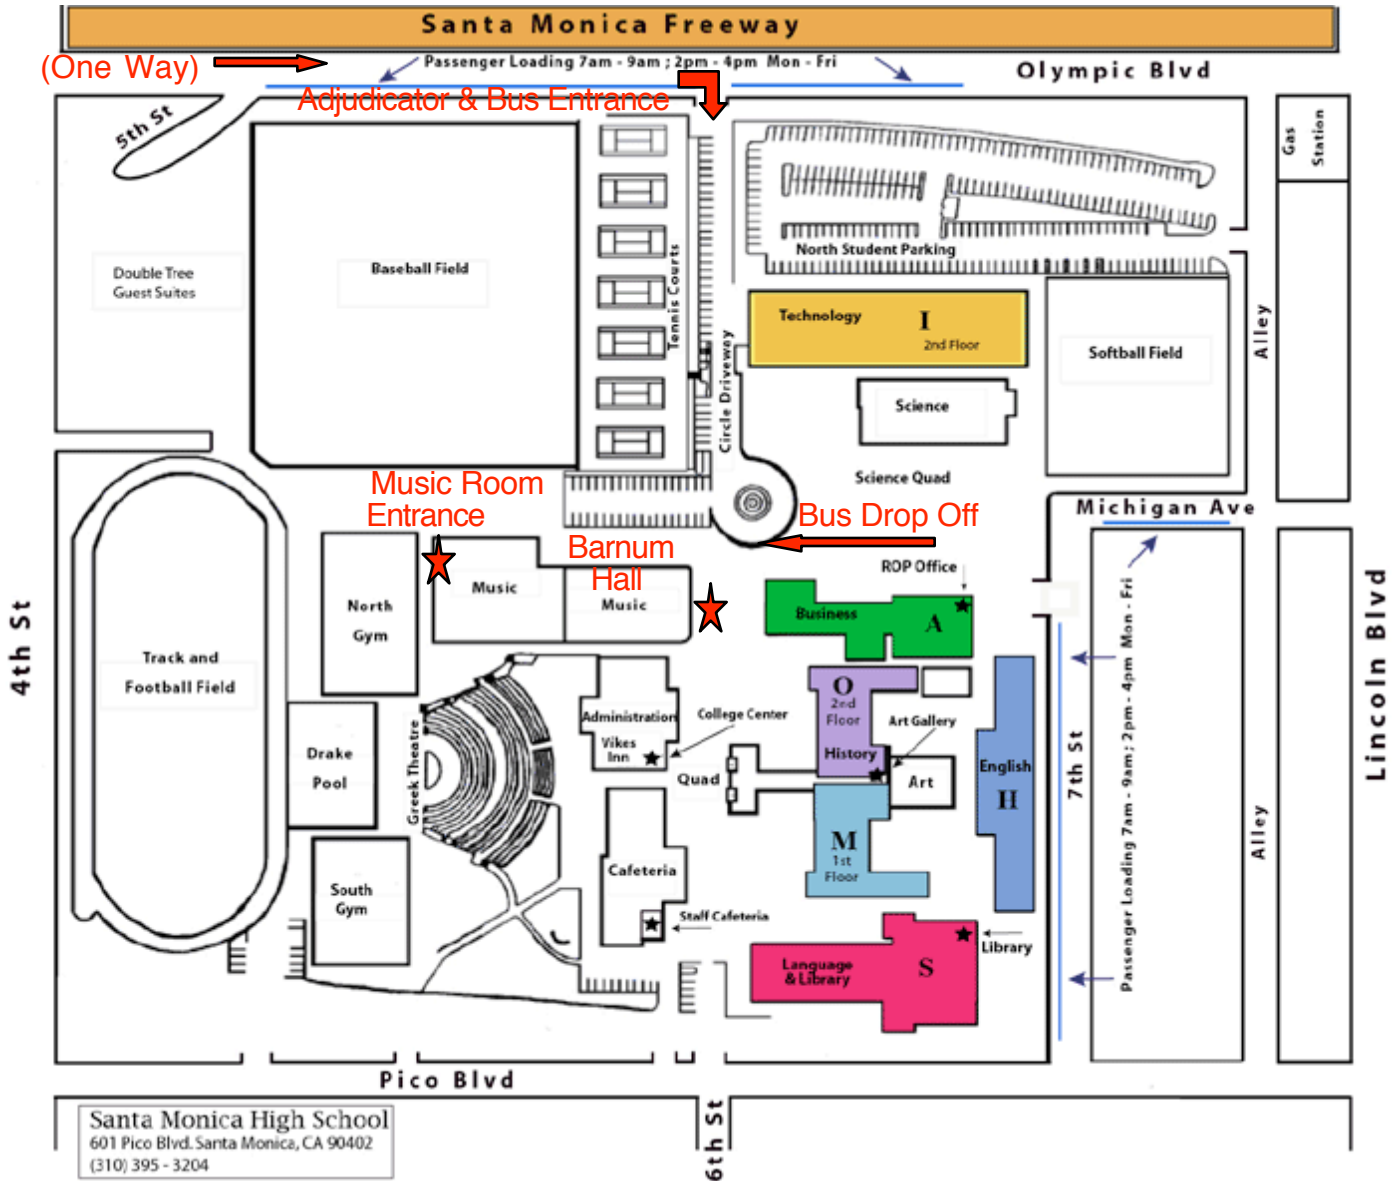 Santa Monica Freeway
(One Way)
Passenger Loading 7am - 9am ; 2pm - 4pm Mon - Fri
Olympic Blvd
Adjudicator & Bus Entrance
5th St
Gas
Station
Double Tree
Guest Suites
Baseball Field
Tennis Courts
North Student Parking
Technology
I
2nd Floor
Softball Field
Alley
Circle Driveway
Science
Science Quad
Music Room
Entrance
Michigan Ave
Bus Drop Off
Barnum
Hall
ROP Office
Music
Music
Business
A
North
Gym
4th St
Track and
Football Field
O
2nd
Floor
History
Administration
Vikes
Inn
College Center
Art Gallery
Art
Quad
English
H
7th St
Passenger Loading 7am - 9am ; 2pm - 4pm Mon - Fri
Lincoln Blvd
Drake
Pool
Greek Theatre
M
1st
Floor
Alley
Cafeteria
South
Gym
Staff Cafeteria
Language
& Library
S
Library
Pico Blvd
6th St
Santa Monica High School
601 Pico Blvd. Santa Monica, CA 90402
(310) 395 - 3204